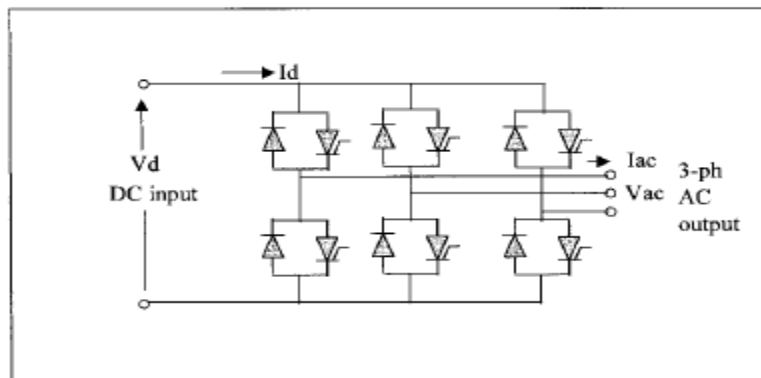 Id
Vd
DC input
Iac
Vac
3-ph
AC
output